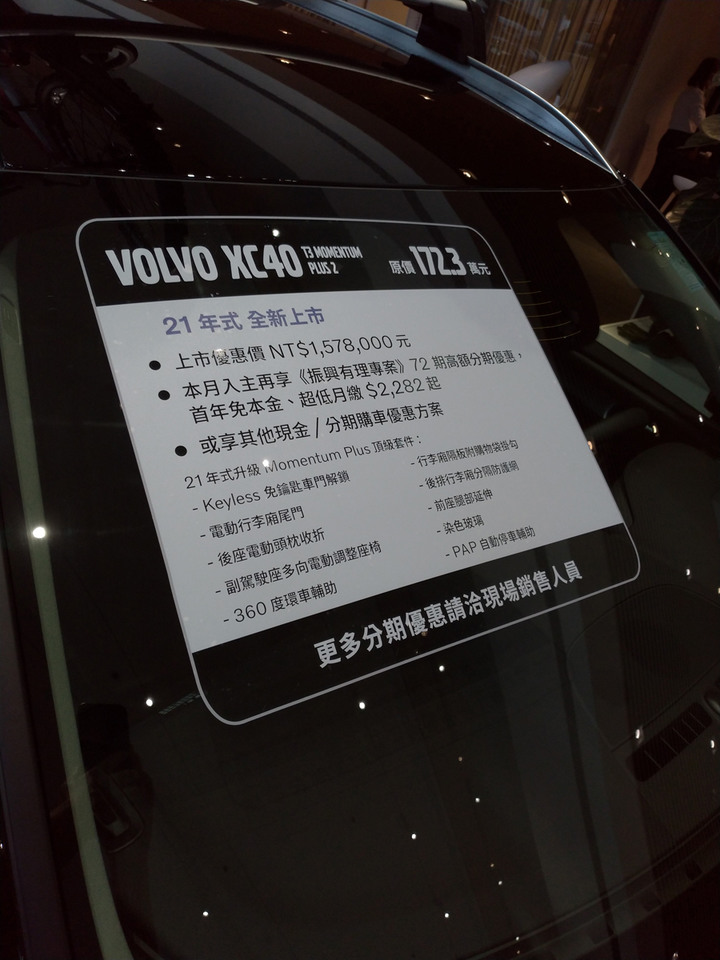 VOLVO XC40 T3 MOMENTUM PLUS 2 原價172.3萬元
21 年式 全新上市
● 上市優惠價 NT$1,578,000 元
● 本月入主再享《振興有理專案》72 期高額分期優惠，
首年免本金、超低月繳 $2,282 起
● 或享其他現金 / 分期購車優惠方案
21 年式升級 Momentum Plus 頂級套件：
- Keyless 免鑰匙車門解鎖
- 電動行李廂尾門
- 後座電動頭枕收折
- 副駕駛座多向電動調整座椅
- 360 度環車輔助
- 行李廂隔板附購物袋掛勾
- 後排行李廂分隔防護網
- 前座腿部延伸
- 染色玻璃
- PAP 自動停車輔助
更多分期優惠請洽現場銷售人員